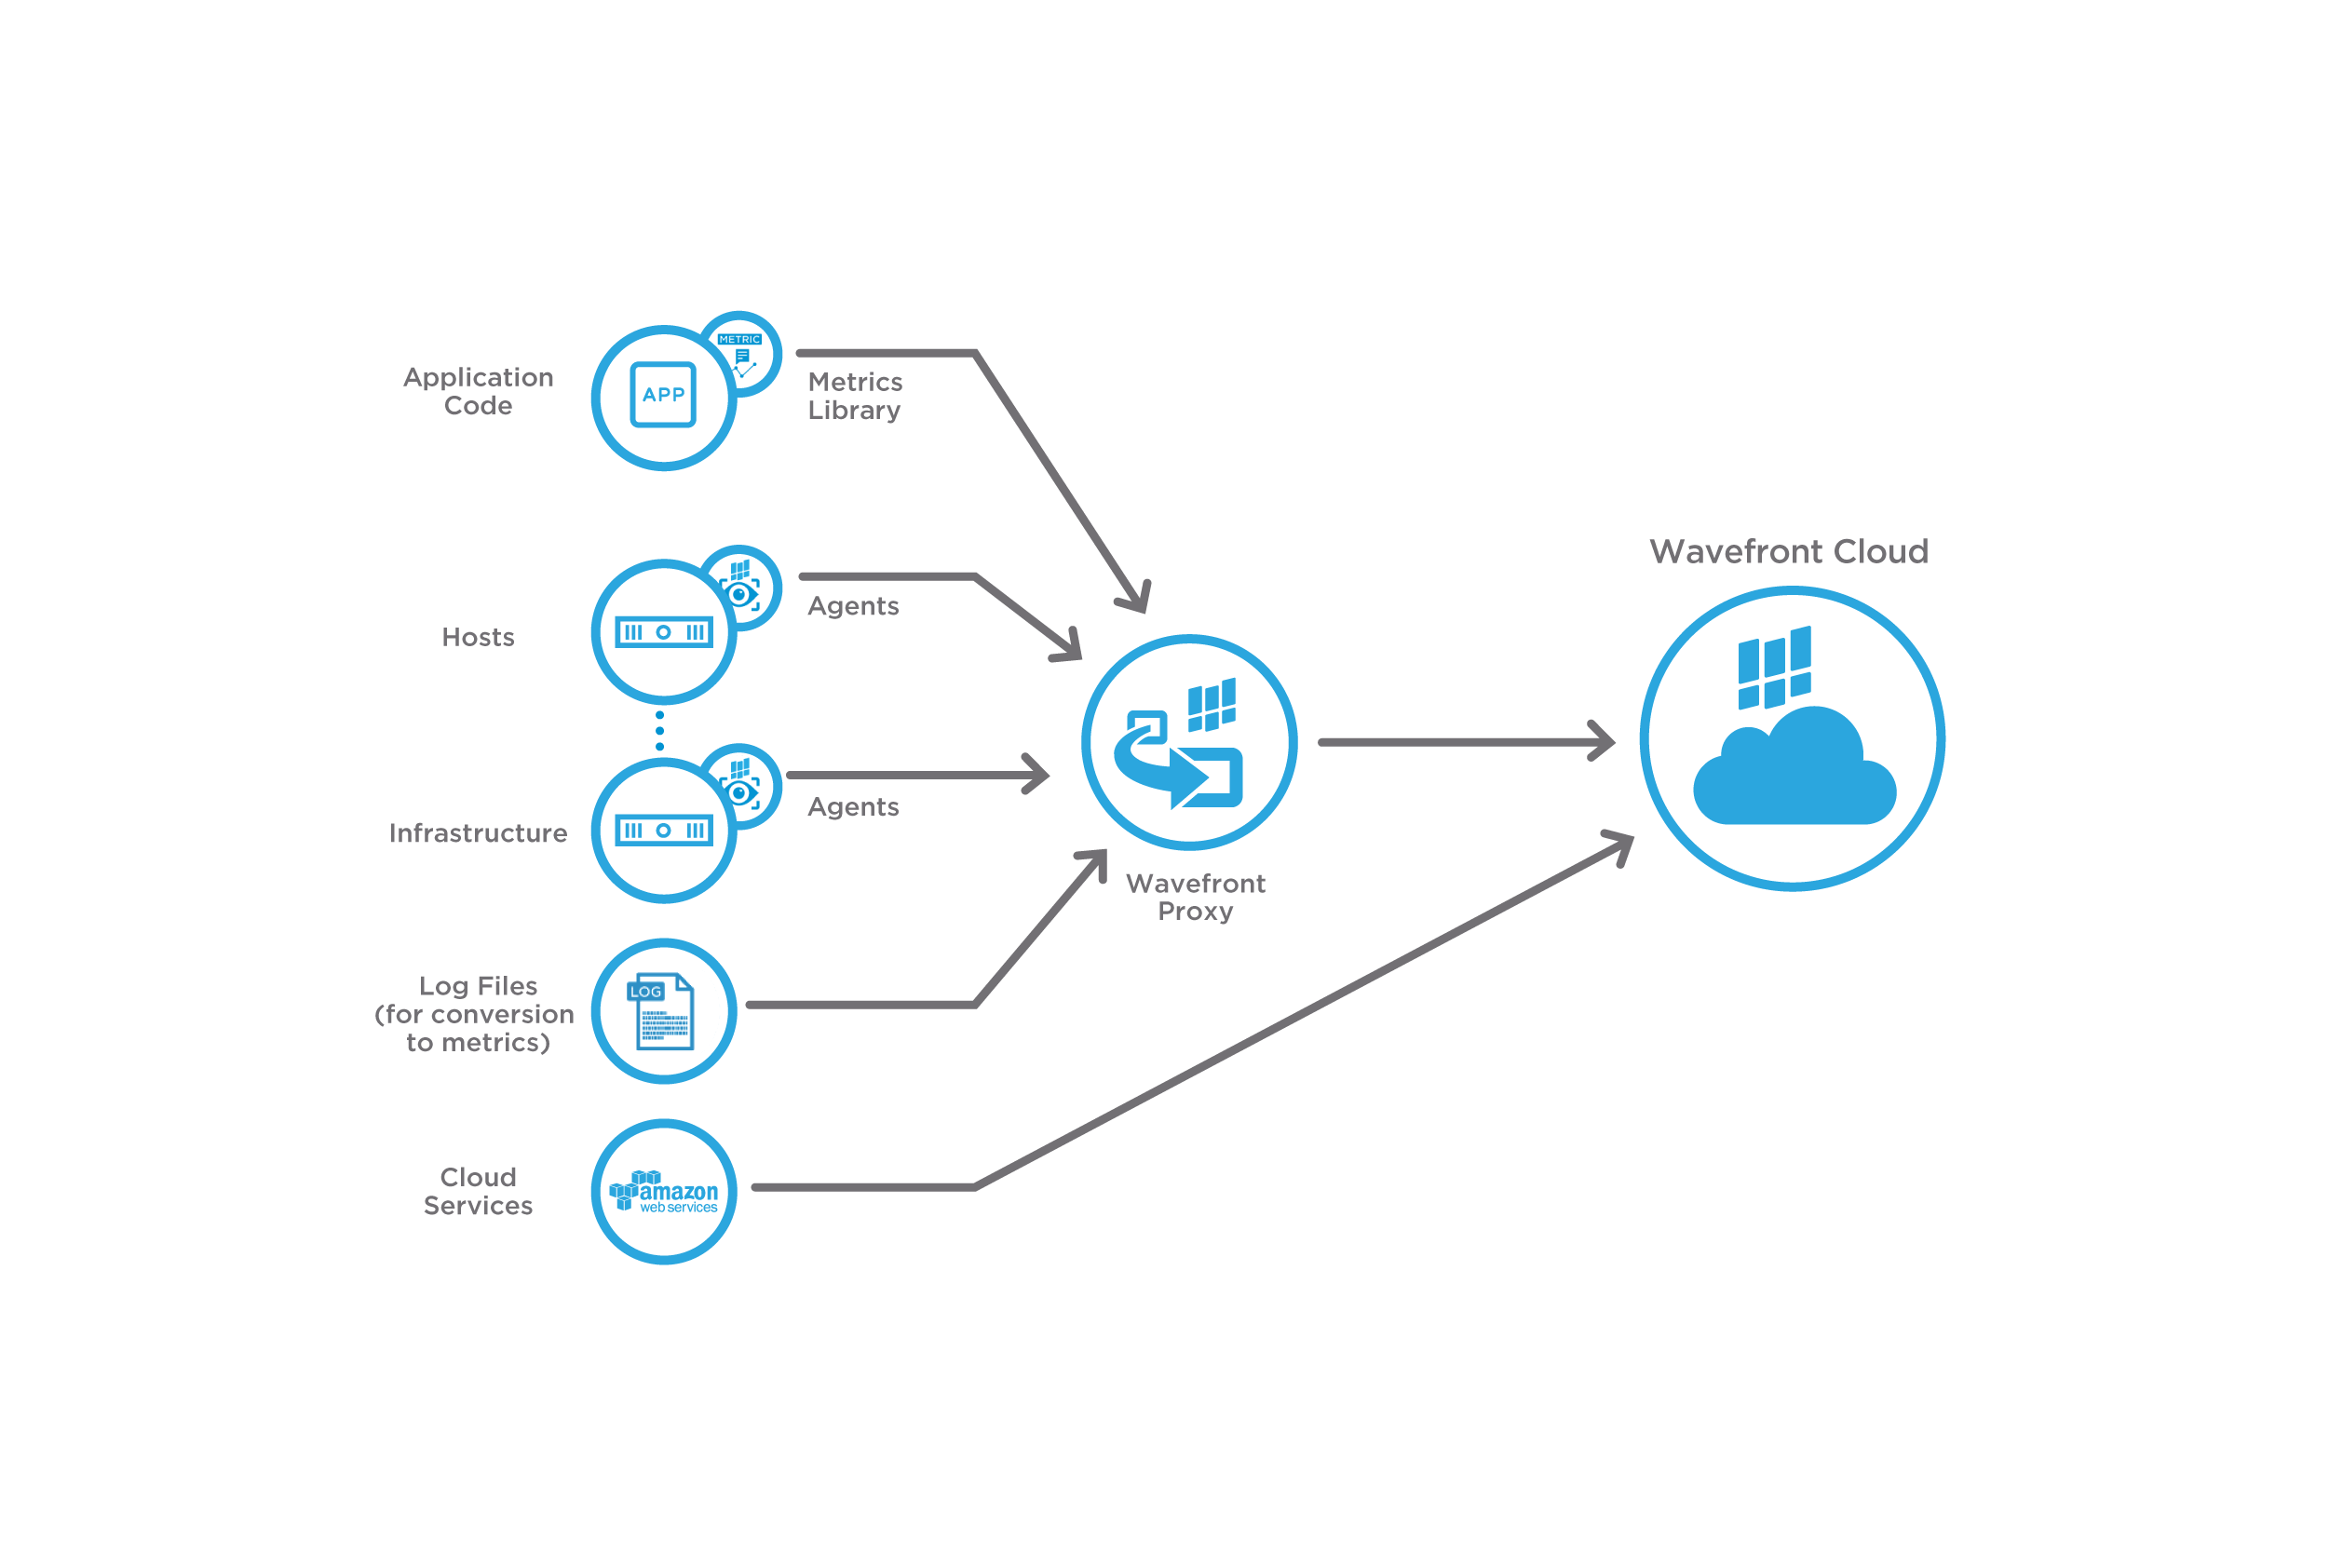 Application
Code
APP
METRIC
Metrics
Library
Hosts
Agents
Infrastructure
Agents
Log Files
(for conversion
to metrics)
LOG
Cloud
Services
amazon
web services
Wavefront
Proxy
Wavefront Cloud